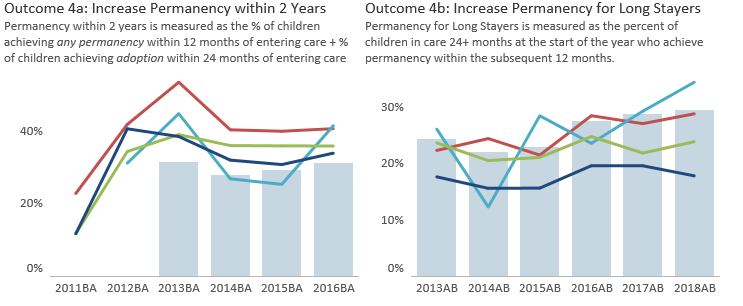 Outcome 4a: Increase Permanency within 2 Years
Permanency within 2 years is measured as the % of children
achieving any permanency within 12 months of entering care + %
of children achieving adoption within 24 months of entering care
40%
20%
0%
2011BA 2012BA 2013BA 2014BA 2015BA 2016BA
Outcome 4b: Increase Permanency for Long Stayers
Permanency for Long Stayers is measured as the percent of
children in care 24+ months at the start of the year who achieve
permanency within the subsequent 12 months.
30%
20%
10%
0%
2013AB 2014AB 2015AB 2016AB 2017AB 2018AB